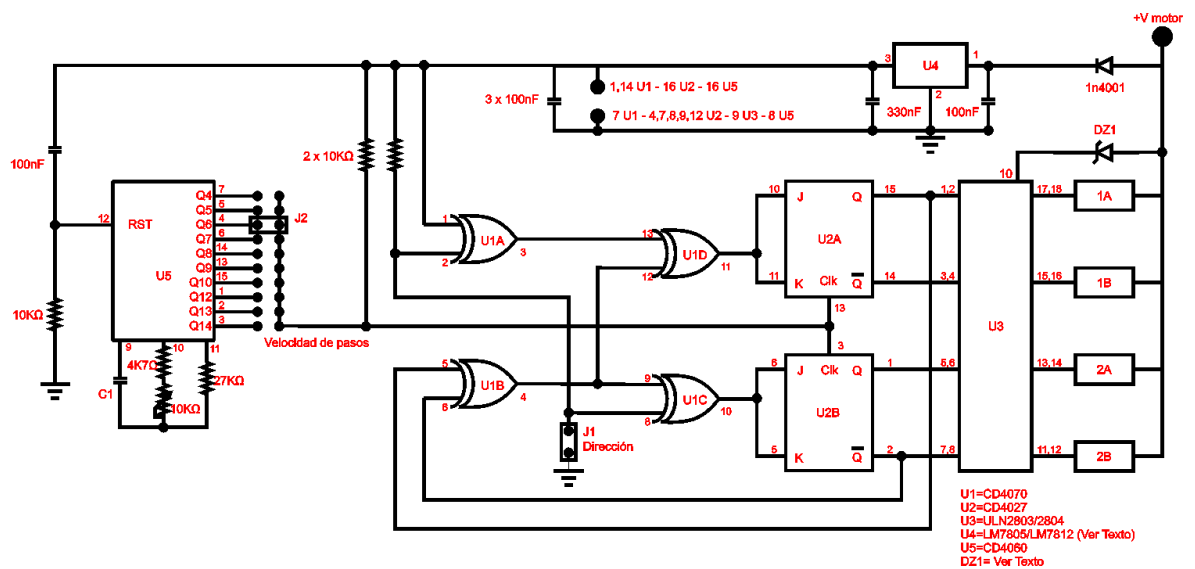 +V motor
3
U4
1
2
1n4001
1,14 U1 - 16 U2 - 16 U5
3 x 100nF
7 U1 - 4,7,8,9,12 U2 - 9 U3 - 8 U5
330nF
100nF
DZ1
100nF
2 x 10KΩ
10
12
RST
U5
Q4
7
Q5
5
Q6
4
J2
Q7
6
Q8
14
Q9
13
Q10
15
Q12
1
Q13
2
Q14
3
Velocidad de pasos
10KΩ
9
10
11
4K7Ω
C1
10KΩ
27KΩ
1
2
U1A
3
13
12
U1D
11
10
J
Q
15
U2A
11
K
Clk
Q
14
13
5
6
U1B
4
9
8
U1C
10
3
6
J
Clk
Q
1
U2B
5
K
Q
2
J1
Dirección
1,2
17,18
1A
3,4
15,16
1B
U3
5,6
13,14
2A
7,8
11,12
2B
U1=CD4070
U2=CD4027
U3=ULN2803/2804
U4=LM7805/LM7812 (Ver Texto)
U5=CD4060
DZ1= Ver Texto